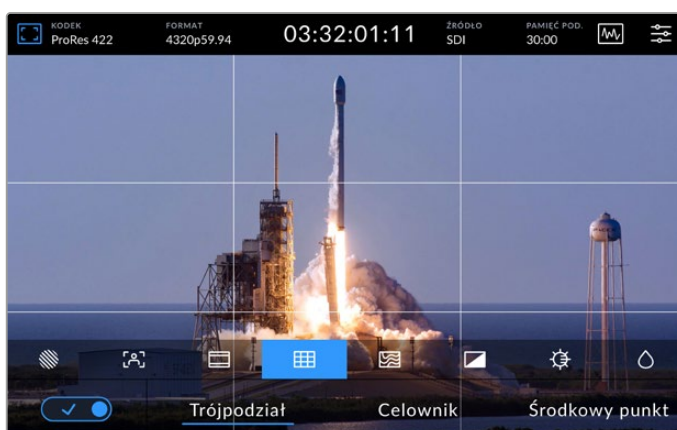 KODEK
ProRes 422
FORMAT
4320p59.94
03:32:01:11
ŹRÓDŁO
SDI
PAMIĘĆ POD.
30:00
Trójpodział
Celownik
Środkowy punkt